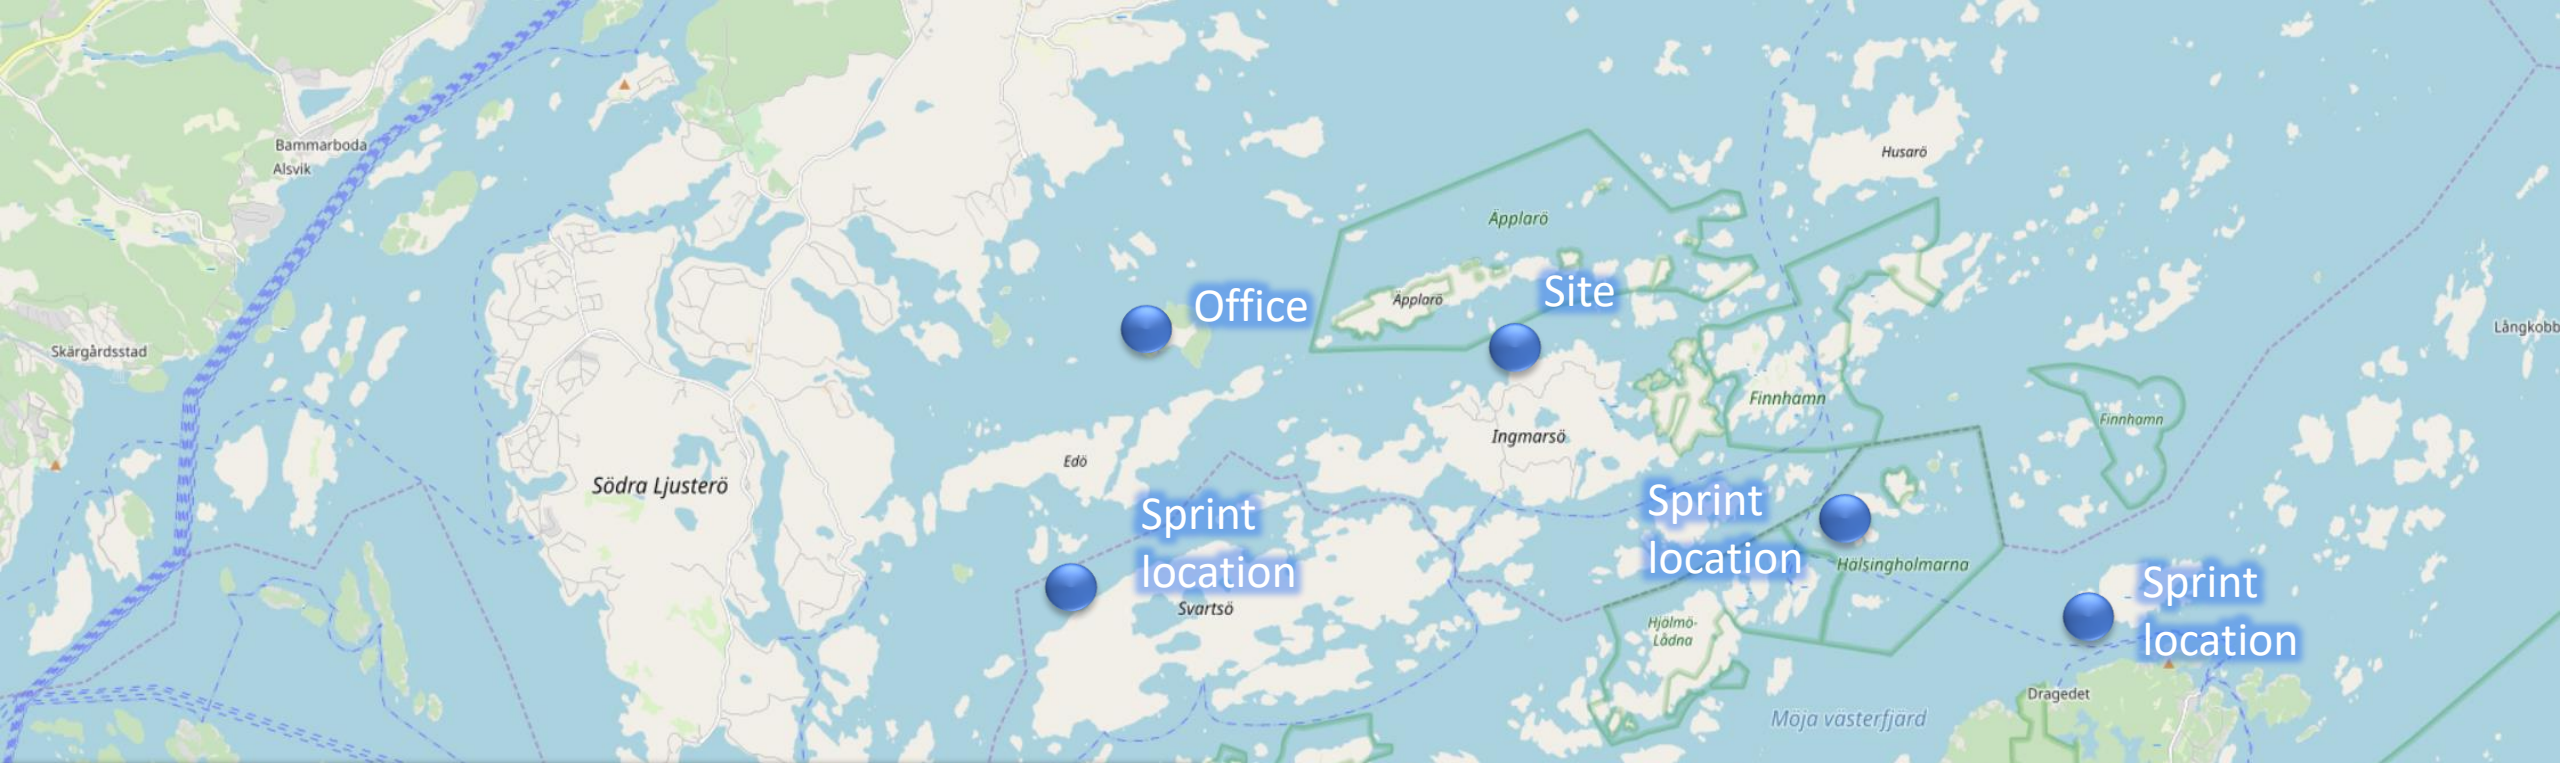 Bammarboda
Alsvik
Husarö
Äpplarö
Office
Site
Äpplarö
Långkobb
Skärgårdsstad
Finnhamn
Finnhamn
Ingmarsö
Edö
Södra Ljusterö
Sprint
location
Sprint
location
Hälsingholmarna
Svartsö
Sprint
location
Hjälmö-
Lådna
Dragedet
Möja västerfjärd